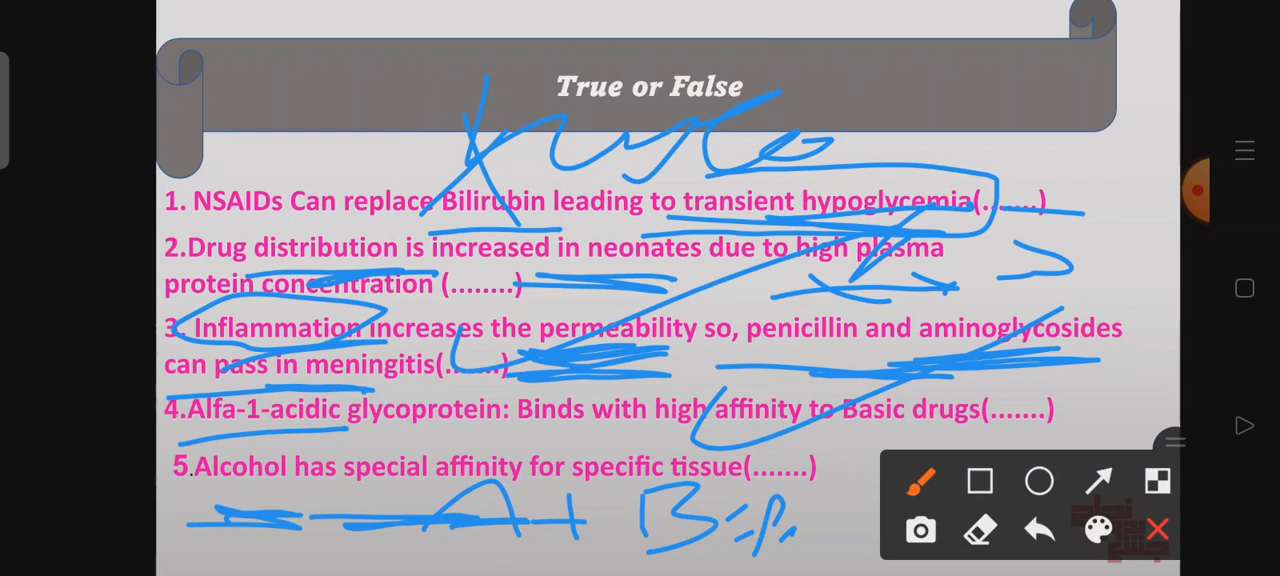 True or False
1. NSAIDs Can replace Bilirubin leading to transient hypoglycemia(.......)
2.Drug distribution is increased in neonates due to high plasma
protein concentration (........)
3. Inflammation increases the permeability so, penicillin and aminoglycosides
can pass in meningitis(.......)
4.Alfa-1-acidic glycoprotein: Binds with high affinity to Basic drugs(.......)
5.Alcohol has special affinity for specific tissue(.......)